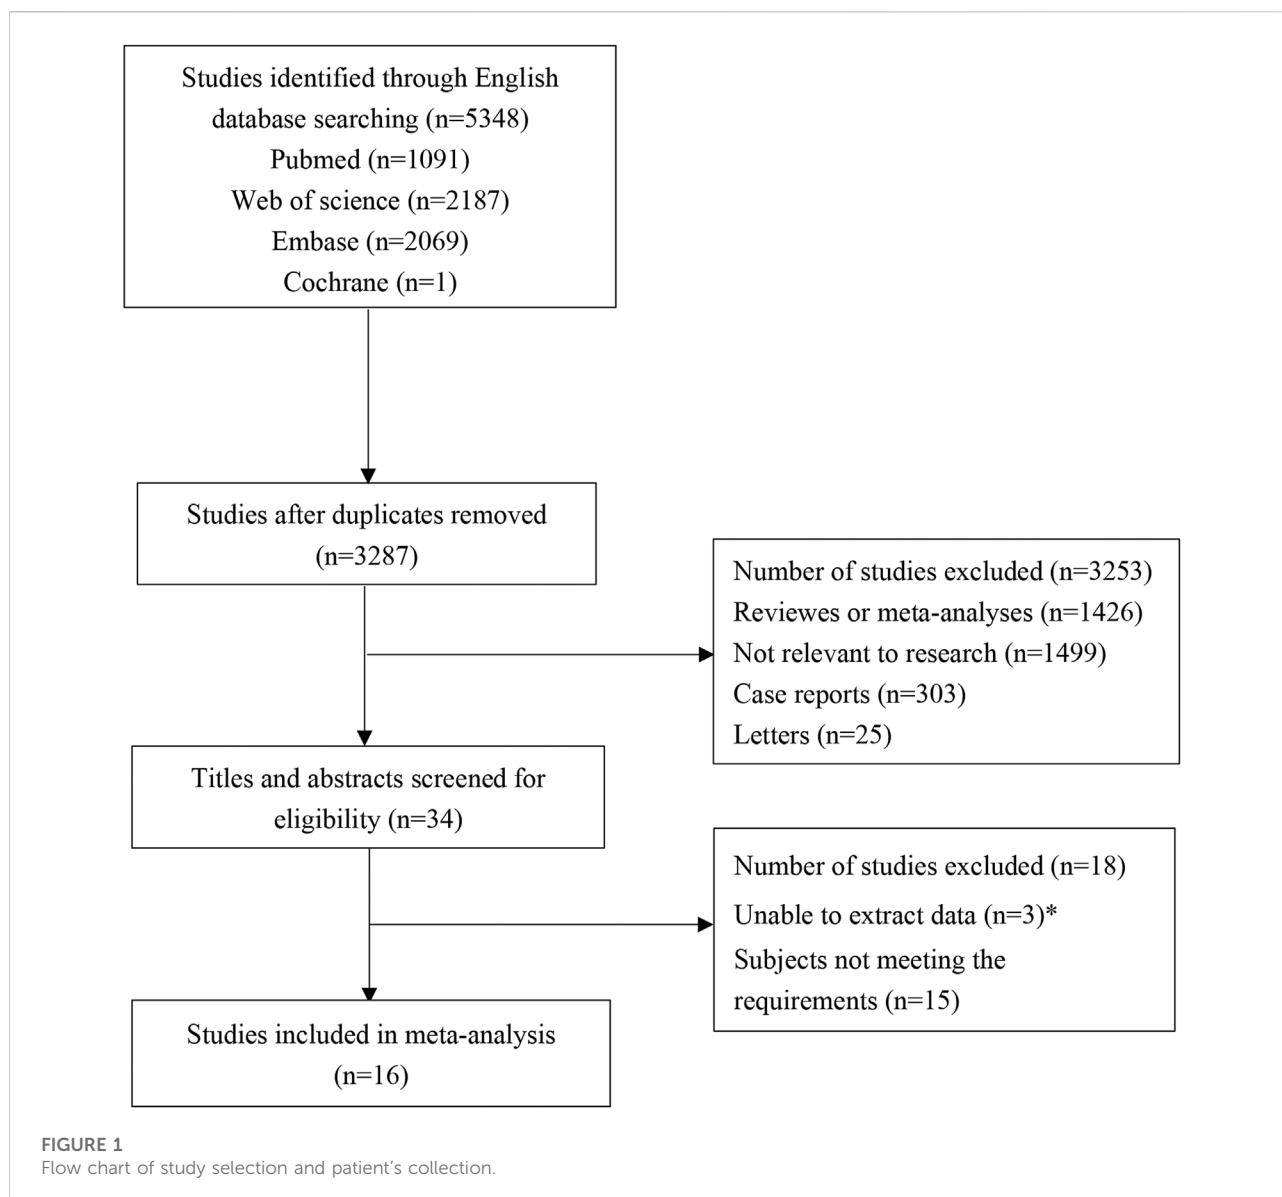 Studies identified through English
database searching (n=5348)
Pubmed (n=1091)
Web of science (n=2187)
Embase (n=2069)
Cochrane (n=1)
Studies after duplicates removed
(n=3287)
Number of studies excluded (n=3253)
Reviewes or meta-analyses (n=1426)
Not relevant to research (n=1499)
Case reports (n=303)
Letters (n=25)
Titles and abstracts screened for
eligibility (n=34)
Number of studies excluded (n=18)
Unable to extract data (n=3)*
Subjects not meeting the
requirements (n=15)
Studies included in meta-analysis
(n=16)
FIGURE 1
Flow chart of study selection and patient's collection.